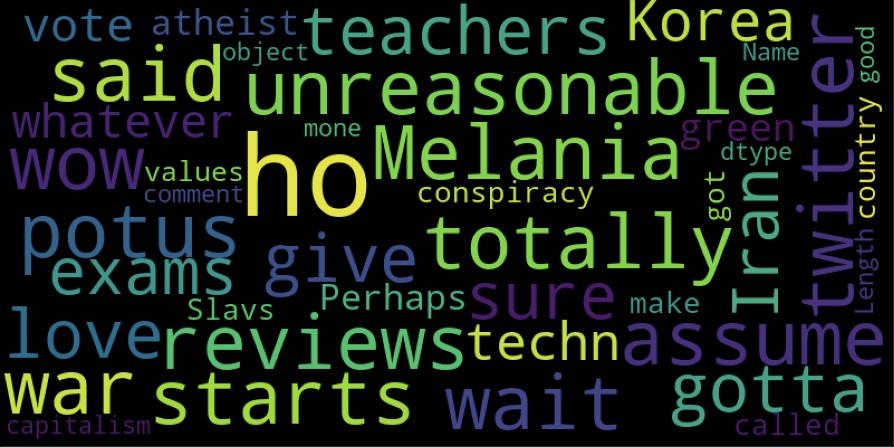 vote
atheist
teachers
Korea
said
object
Name
good
unreasonable
twitter
whatever
mone
Melania
green
wow
values
ho
dtype
country
comment
conspiracy
got
Iran
potus
totally
exams
give
Length
Slavs
Perhaps
sure
make
love
reviews
techn
assume
war
starts
wait
gotta
capitalism
called